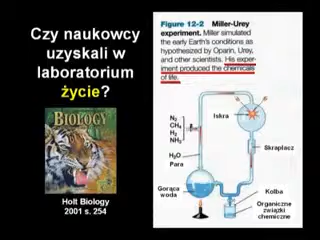 Czy naukowcy
uzyskali w
laboratorium
życie?
BIOLOGY
Holt Biology
2001 s. 254
Figure 12-2 Miller-Urey
experiment. Miller simulated
the early Earth's conditions as
hypothesized by Oparin, Urey,
and other scientists. His exper-
iment produced the chemicals
of life.
Iskra
N₂
CH₄
H₂
NH₃
H₂O
Para
Skraplacz
Gorąca
woda
Kolba
Organiczne
związki
chemiczne